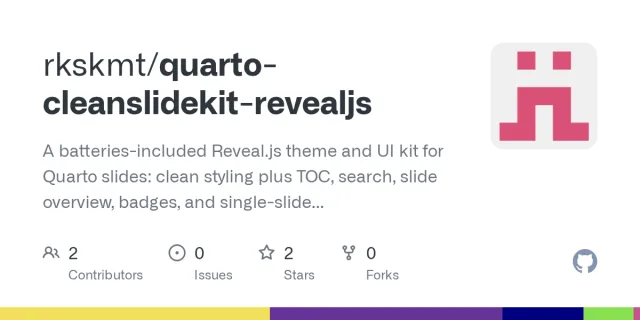 rkskmt/quarto-
cleanslidekit-revealjs
A batteries-included Reveal.js theme and UI kit for
Quarto slides: clean styling plus TOC, search, slide
overview, badges, and single-slide...
2 0 2 0
Contributors Issues Stars Forks